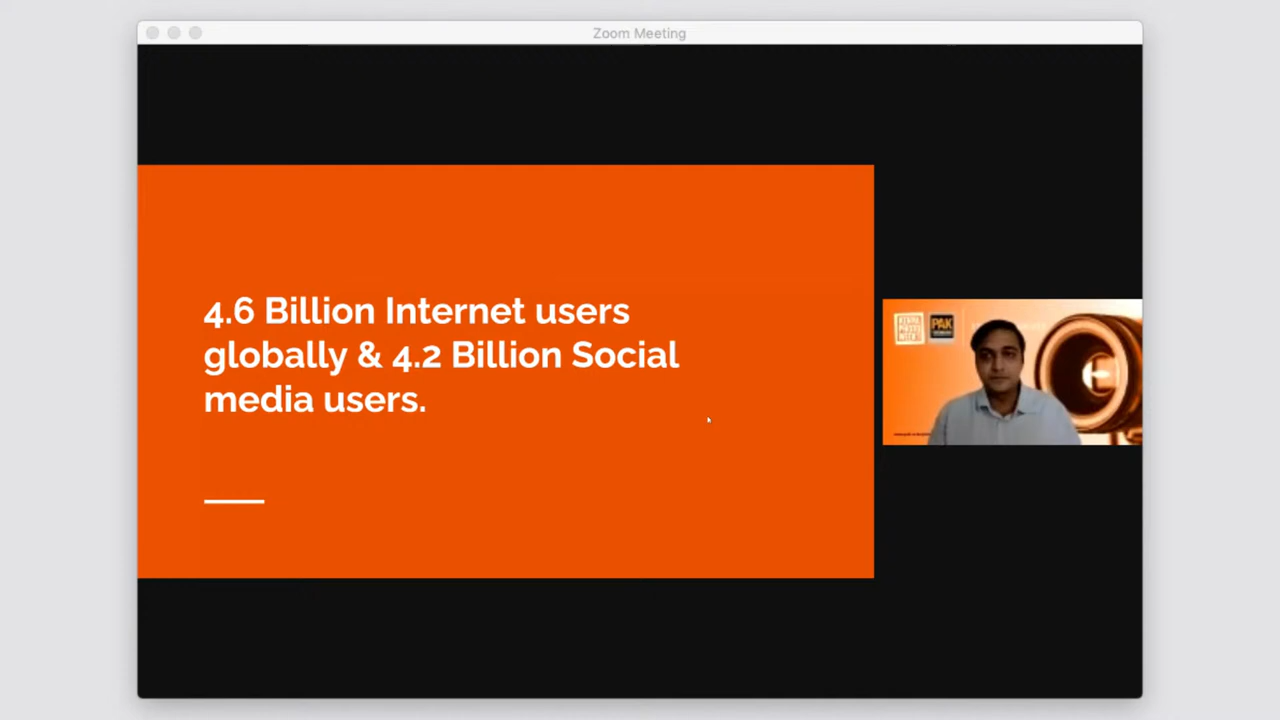 Zoom Meeting
4.6 Billion Internet users
globally & 4.2 Billion Social
media users.
PAK